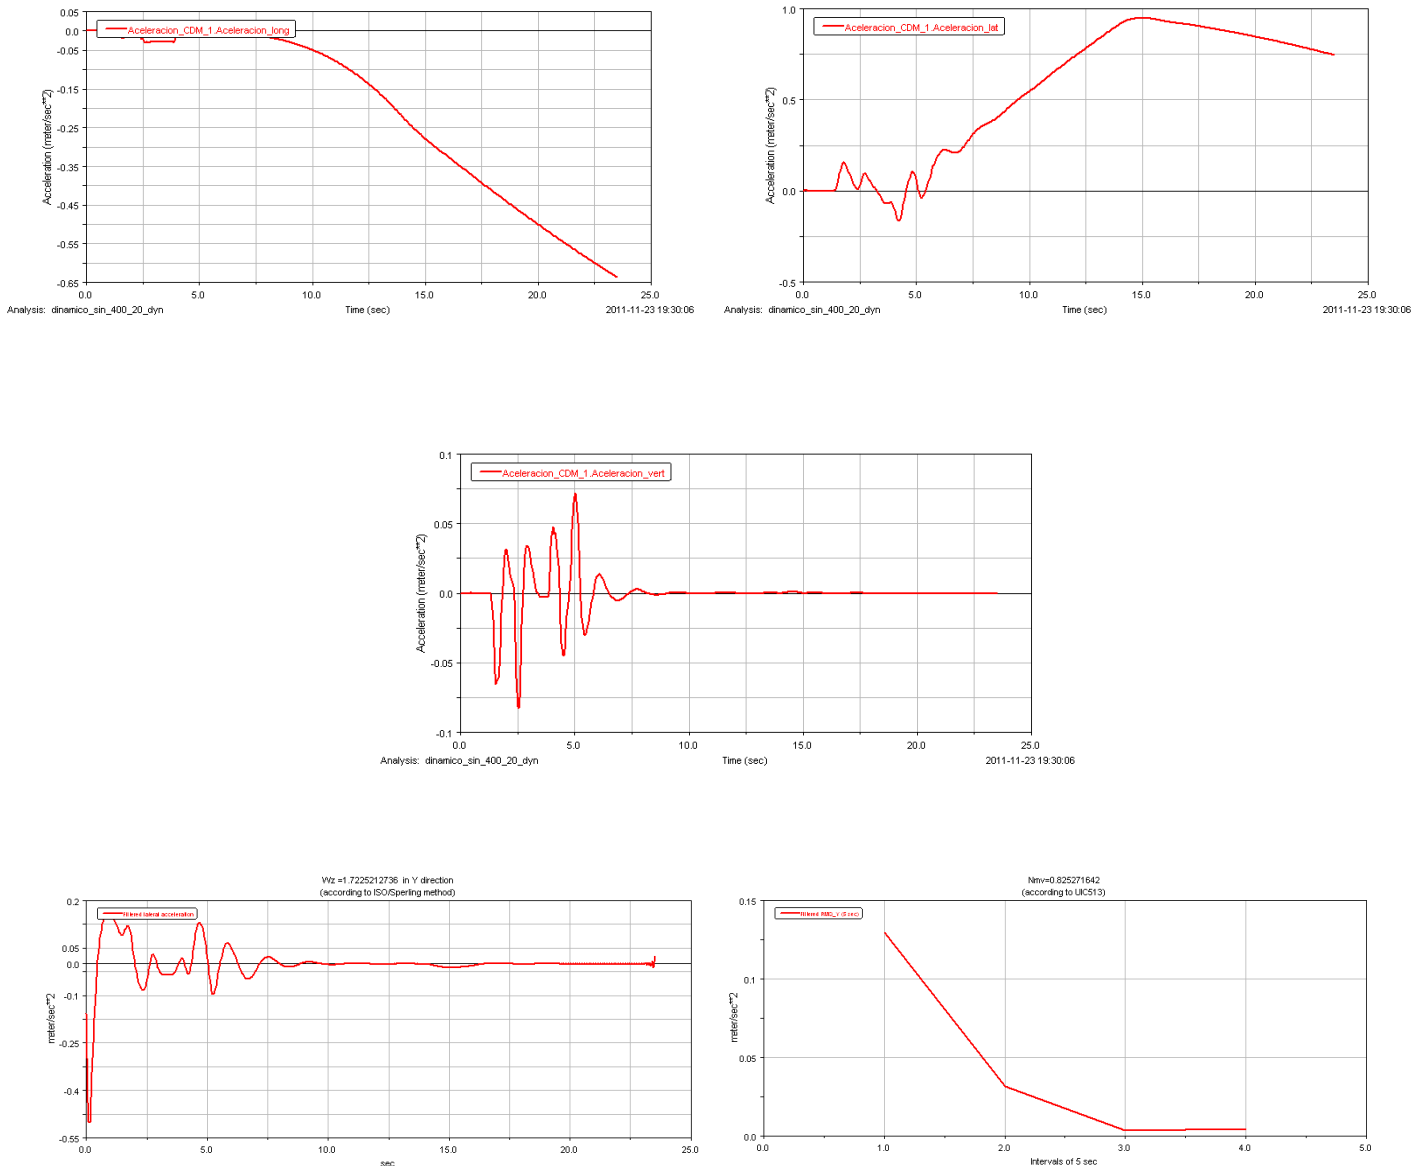 Aceleracion_CDM_1.Aceleracion_long
0.05
0.0
-0.05
-0.15
-0.25
-0.35
-0.45
-0.55
-0.65
Acceleration (meter/sec**2)
0.0 5.0 10.0 15.0 20.0 25.0
Analysis: dinamico_sin_400_20_dyn Time (sec) 2011-11-23 19:30:06
Aceleracion_CDM_1.Aceleracion_lat
1.0
0.5
0.0
-0.5
Acceleration (meter/sec**2)
0.0 5.0 10.0 15.0 20.0 25.0
Analysis: dinamico_sin_400_20_dyn Time (sec) 2011-11-23 19:30:06
Aceleracion_CDM_1.Aceleracion_vert
0.1
0.05
0.0
-0.05
-0.1
Acceleration (meter/sec**2)
0.0 5.0 10.0 15.0 20.0 25.0
Analysis: dinamico_sin_400_20_dyn Time (sec) 2011-11-23 19:30:06
Wz =1.7225212736 in Y direction
(according to ISO/Sperling method)
Filtered lateral acceleration
0.2
0.05
0.0
-0.1
-0.25
-0.4
-0.55
meter/sec**2
0.0 5.0 10.0 15.0 20.0 25.0
sec
Nmv=0.825271642
(according to UIC513)
Filtered RMS_Y (5 sec)
0.15
0.1
0.05
0.0
meter/sec**2
0.0 1.0 2.0 3.0 4.0 5.0
Intervals of 5 sec